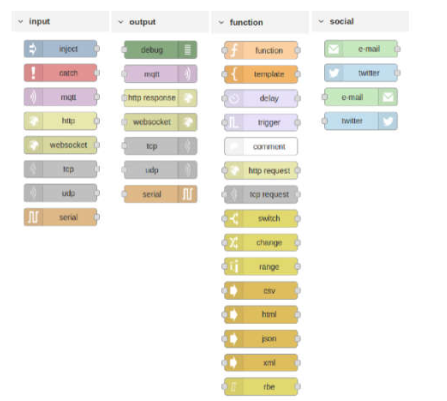 input
inject
catch
mqtt
http
websocket
tcp
udp
serial
output
debug
mqtt
http response
websocket
tcp
udp
serial
function
function
template
delay
trigger
comment
http request
tcp request
switch
change
range
csv
html
json
xml
rbe
social
e-mail
twitter
e-mail
twitter